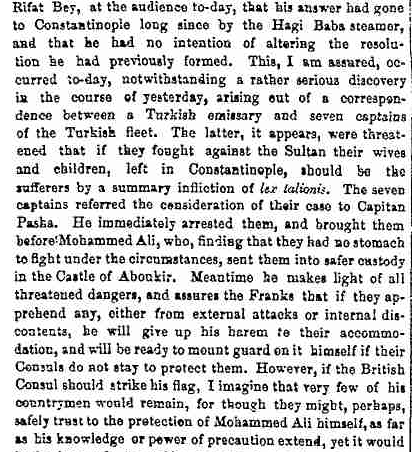 Rifat Bey, at the audience to-day, that his answer had gone
to Constantinople long since by the Hagi Baba steamer,
and that he had no intention of altering the resolu-
tion he had previously formed. This, I am assured, oc-
curred to-day, notwithstanding a rather serious discovery
in the course of yesterday, arising out of a correspon-
dence between a Turkish emissary and seven captains
of the Turkish fleet. The latter, it appears, were threat-
ened that if they fought against the Sultan their wives
and children, left in Constantinople, should be the
sufferers by a summary infliction of lex talionis. The seven
captains referred the consideration of their case to Capitan
Pasha. He immediately arrested them, and brought them
before Mohammed Ali, who, finding that they had no stomach
to fight under the circumstances, sent them into safer custody
in the Castle of Aboukir. Meantime he makes light of all
threatened dangers, and assures the Franks that if they ap-
prehend any, either from external attacks or internal dis-
contents, he will give up his harem to their accommo-
dation, and will be ready to mount guard on it himself if their
Consuls do not stay to protect them. However, if the British
Consul should strike his flag, I imagine that very few of his
countrymen would remain, for though they might, perhaps,
safely trust to the protection of Mohammed Ali himself, as far
as his knowledge or power of precaution extend, yet it would